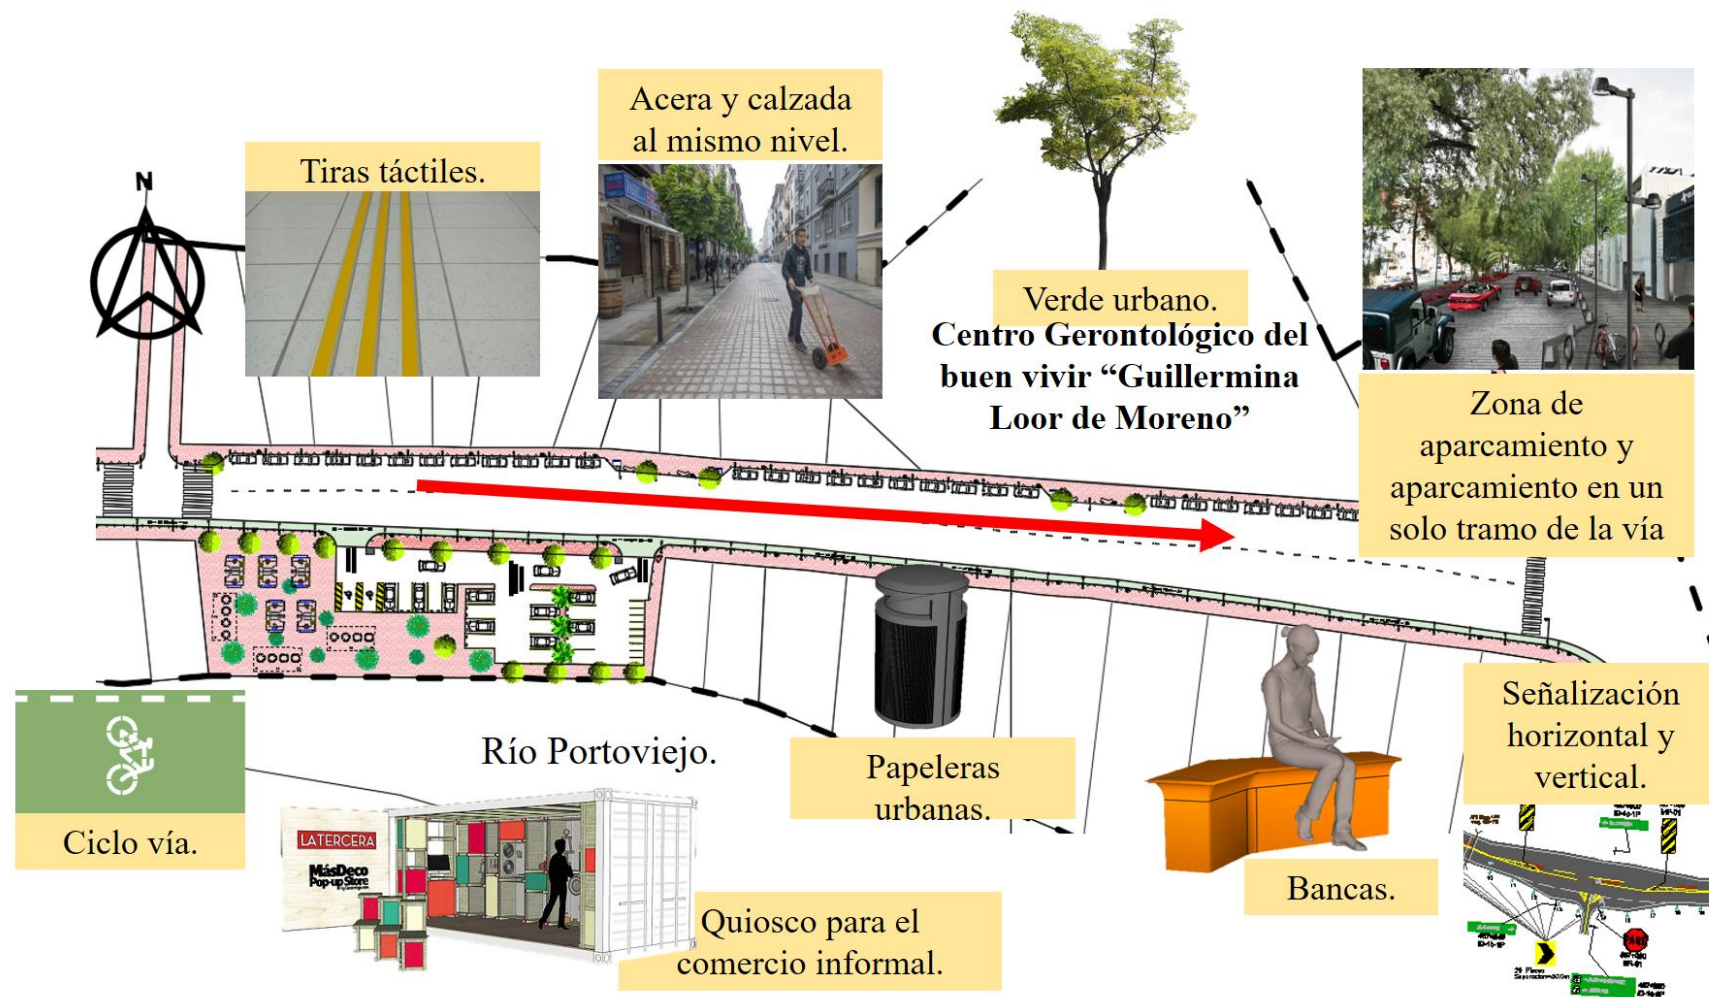 N
Tiras táctiles.
Acera y calzada
al mismo nivel.
Verde urbano.
Centro Gerontológico del
buen vivir “Guillermina
Loor de Moreno”
Zona de
aparcamiento y
aparcamiento en un
solo tramo de la vía
Ciclo vía.
Río Portoviejo.
LATERCERA
MásDeco
Pop-up Store
Quiosco para el
comercio informal.
Papeleras
urbanas.
Bancas.
Señalización
horizontal y
vertical.
PARE